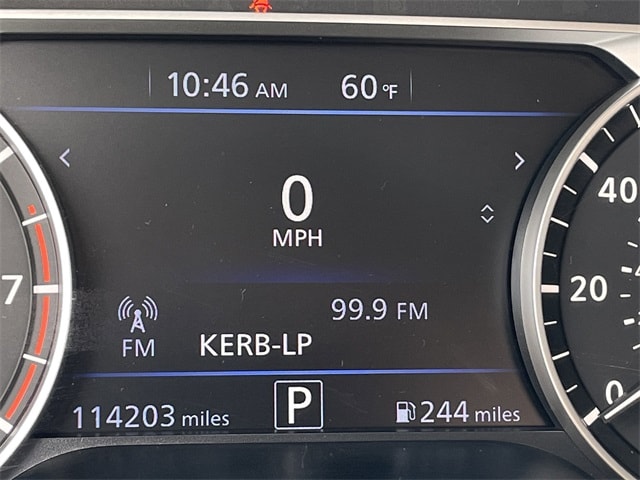 10:46 AM 60°F
0
MPH
99.9 FM
FM KERB-LP
114203 miles P 244 miles
7
40
20
0